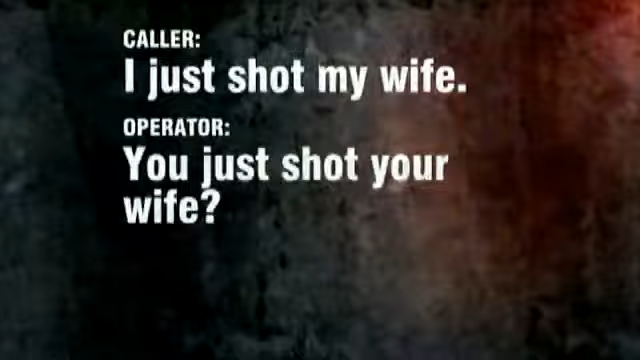 CALLER:
I just shot my wife.
OPERATOR:
You just shot your
wife?